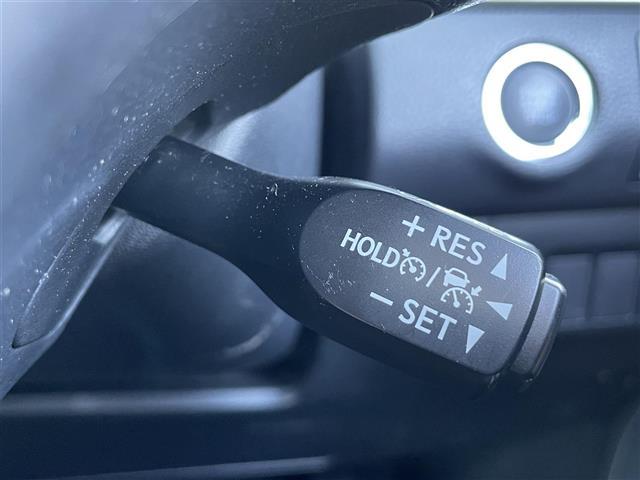 + RES ▲
HOLD / ◀
− SET ▼